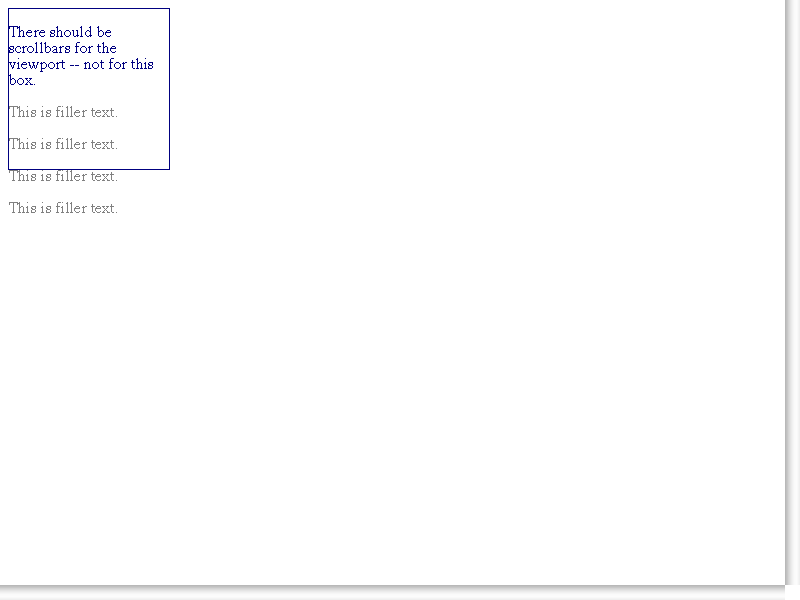 There should be
scrollbars for the
viewport -- not for this
box.
This is filler text.
This is filler text.
This is filler text.
This is filler text.